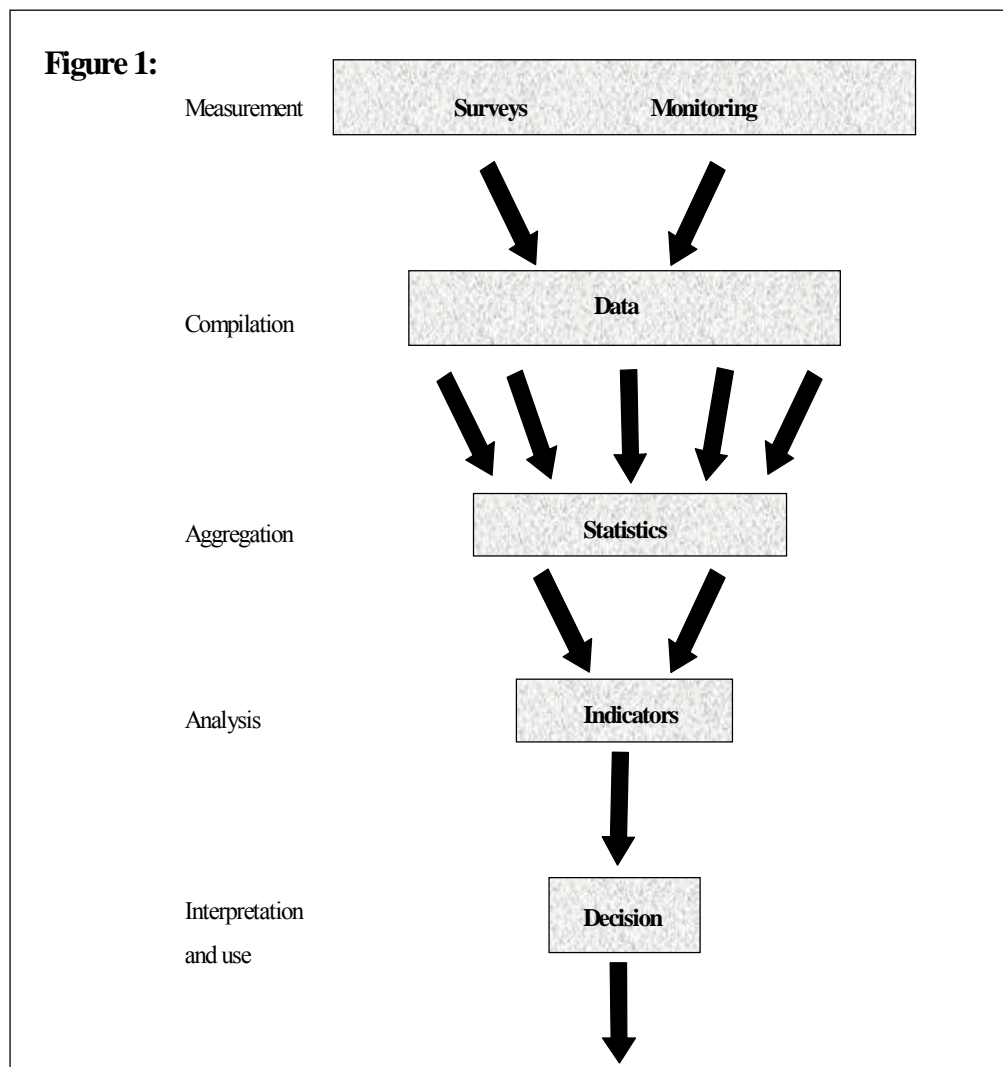 Figure 1:
Measurement
Surveys Monitoring
Compilation
Data
Aggregation
Statistics
Analysis
Indicators
Interpretation
and use
Decision